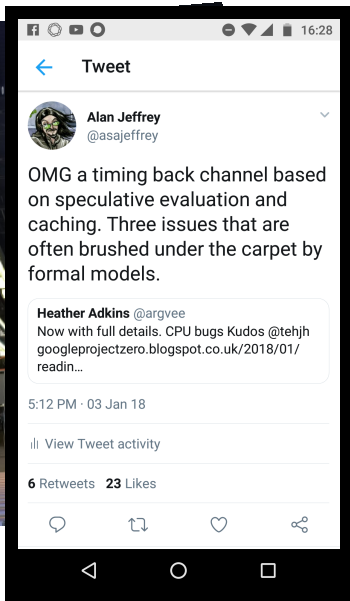 16:28
Tweet
Alan Jeffrey
@asajeffrey
OMG a timing back channel based
on speculative evaluation and
caching. Three issues that are
often brushed under the carpet by
formal models.
Heather Adkins @argvee
Now with full details. CPU bugs Kudos @tehjh
googleprojectzero.blogspot.co.uk/2018/01/
readin…
5:12 PM · 03 Jan 18
View Tweet activity
6 Retweets 23 Likes